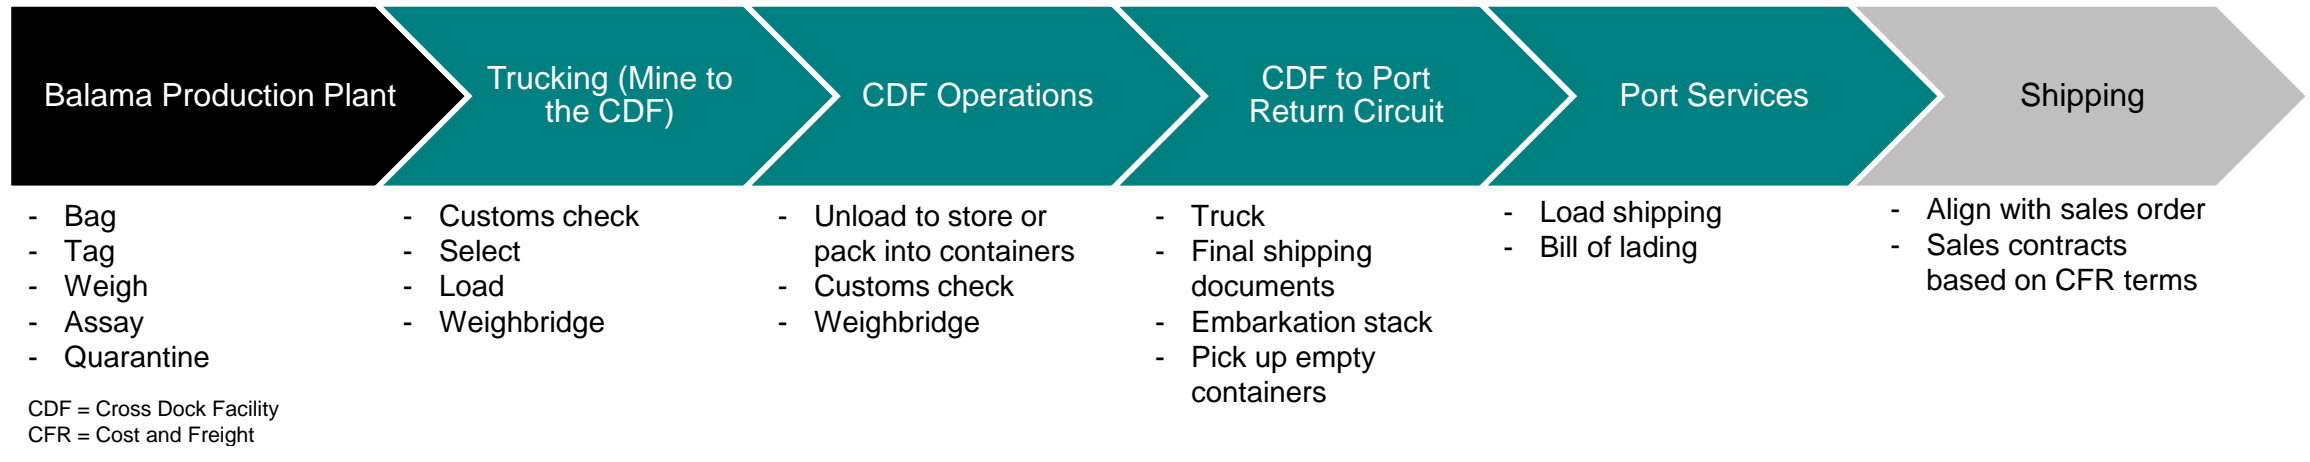 Balama Production Plant
Trucking (Mine to
the CDF)
CDF Operations
CDF to Port
Return Circuit
Port Services
Shipping
- Bag
- Tag
- Weigh
- Assay
- Quarantine
- Customs check
- Select
- Load
- Weighbridge
- Unload to store or
pack into containers
- Customs check
- Weighbridge
- Truck
- Final shipping
documents
- Embarkation stack
- Pick up empty
containers
- Load shipping
- Bill of lading
- Align with sales order
- Sales contracts
based on CFR terms
CDF = Cross Dock Facility
CFR = Cost and Freight